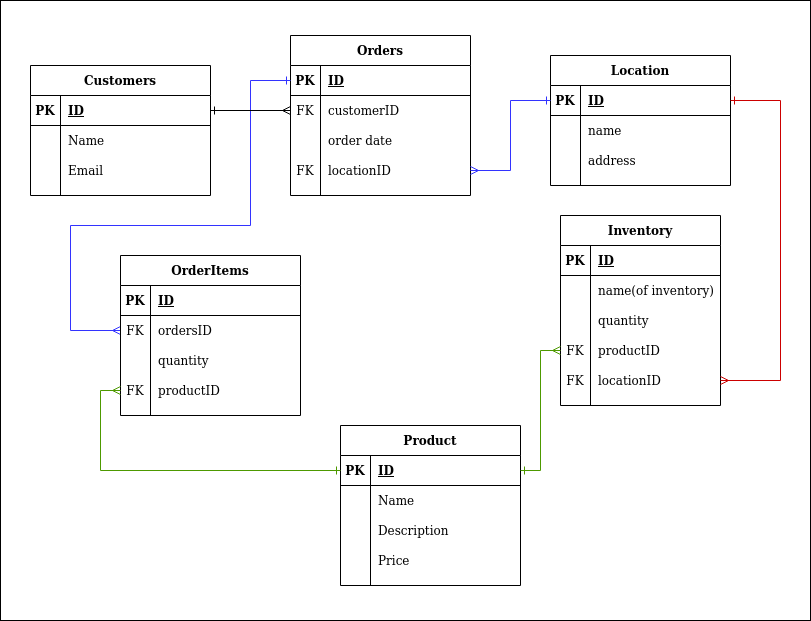 Customers
PK ID
Name
Email
Orders
PK ID
FK customerID
order date
FK locationID
Location
PK ID
name
address
OrderItems
PK ID
FK ordersID
quantity
FK productID
Inventory
PK ID
name(of inventory)
quantity
FK productID
FK locationID
Product
PK ID
Name
Description
Price